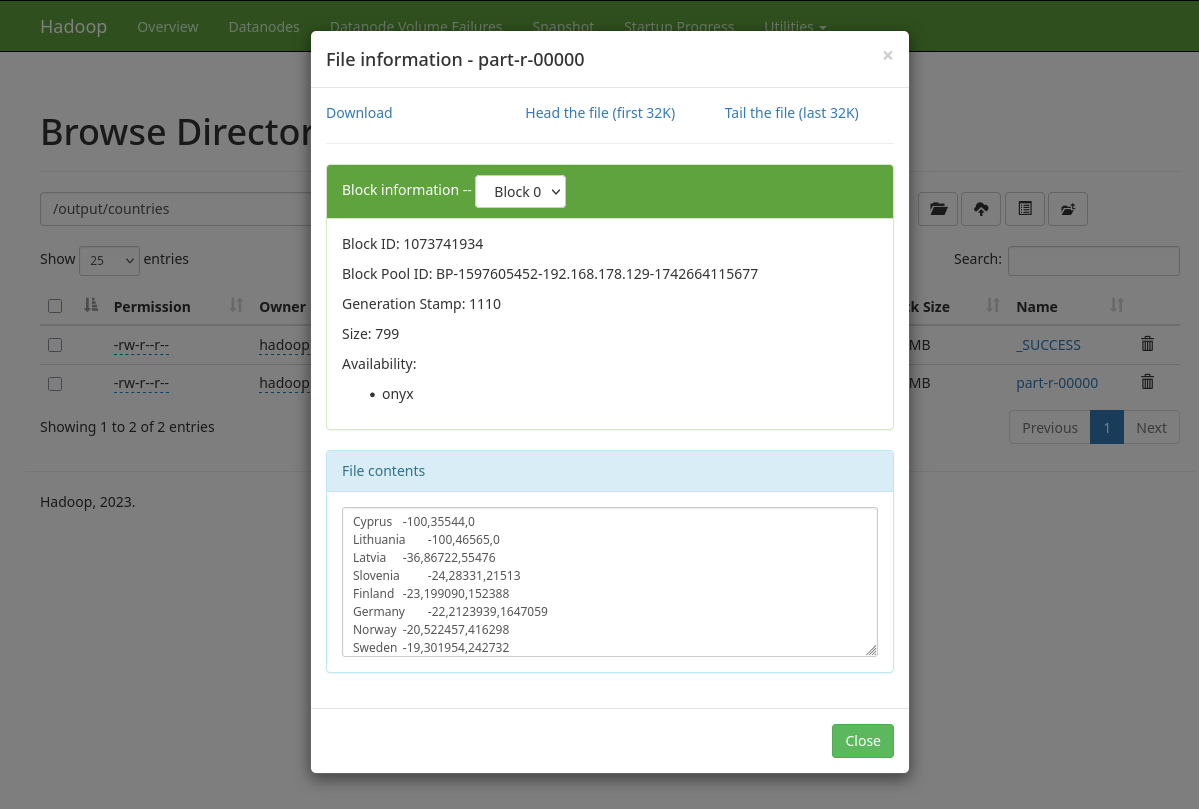 Hadoop Overview Datanodes Datanode Volume Failures Snapshot Startup Progress Utilities
File information - part-r-00000 ×
Download Head the file (first 32K) Tail the file (last 32K)
Browse Director
Block information -- Block 0
/output/countries
Block ID: 1073741934
Show 25 entries Search:
Block Pool ID: BP-1597605452-192.168.178.129-1742664115677
Generation Stamp: 1110
Permission Owner Size Name
Size: 799
-rw-r--r-- hadoop MB _SUCCESS
Availability:
-rw-r--r-- hadoop MB part-r-00000
• onyx
Showing 1 to 2 of 2 entries Previous 1 Next
File contents
Hadoop, 2023.
Cyprus -100,35544,0
Lithuania -100,46565,0
Latvia -36,86722,55476
Slovenia -24,28331,21513
Finland -23,199090,152388
Germany -22,2123939,1647059
Norway -20,522457,416298
Sweden -19,301954,242732
Close